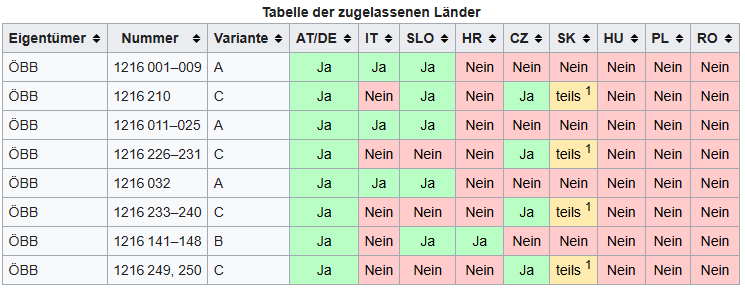 Tabelle der zugelassenen Länder
Eigentümer Nummer Variante AT/DE IT SLO HR CZ SK HU PL RO
ÖBB 1216 001–009 A Ja Ja Ja Nein Nein Nein Nein Nein Nein
ÖBB 1216 210 C Ja Nein Ja Nein Ja teils 1 Nein Nein Nein
ÖBB 1216 011–025 A Ja Ja Ja Nein Nein Nein Nein Nein Nein
ÖBB 1216 226–231 C Ja Nein Nein Nein Ja teils 1 Nein Nein Nein
ÖBB 1216 032 A Ja Ja Ja Nein Nein Nein Nein Nein Nein
ÖBB 1216 233–240 C Ja Nein Nein Nein Ja teils 1 Nein Nein Nein
ÖBB 1216 141–148 B Ja Nein Ja Ja Nein Nein Nein Nein Nein
ÖBB 1216 249, 250 C Ja Nein Nein Nein Ja teils 1 Nein Nein Nein